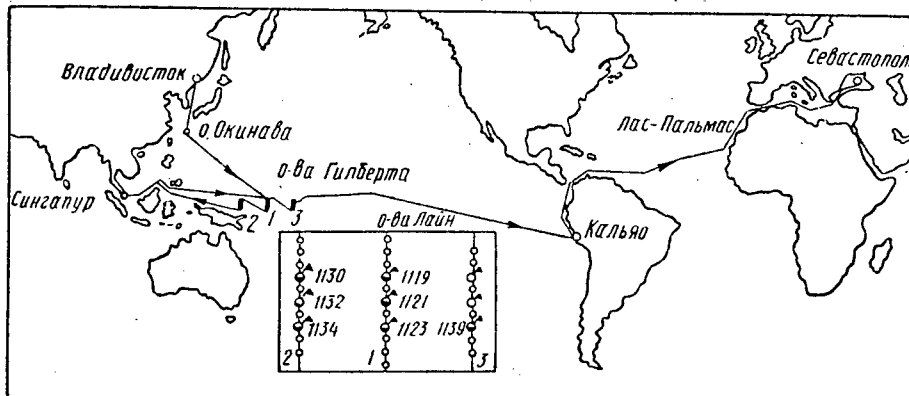 Владивисток
Севастополь
о. Окинава
Лас-Пальмас
о-ва Гилберта
Сингапур
2 1 3
о-ва Лайн
Кальяо
1130 1119
1132 1121
1134 1123 1139
2 1 3